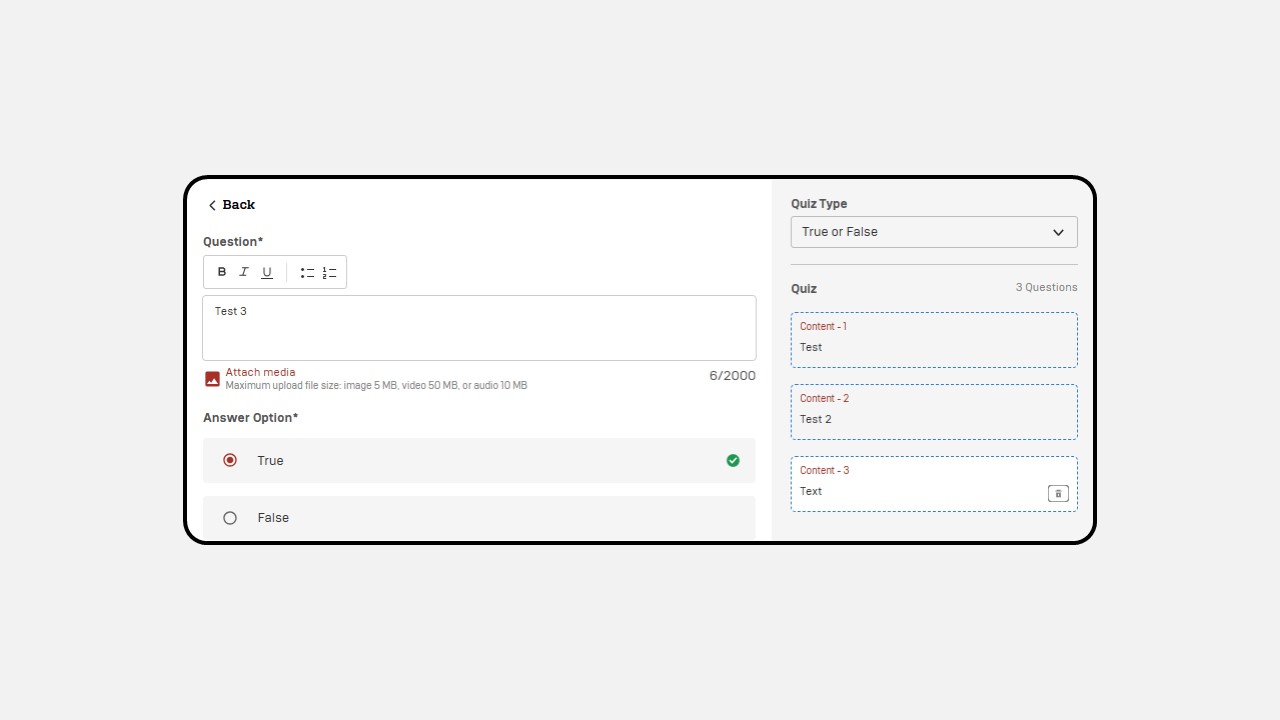 Back
Question*
B I U
Test 3
Attach media
Maximum upload file size: image 5 MB, video 50 MB, or audio 10 MB
6/2000
Answer Option*
True
False
Quiz Type
True or False
Quiz
3 Questions
Content - 1
Test
Content - 2
Test 2
Content - 3
Text